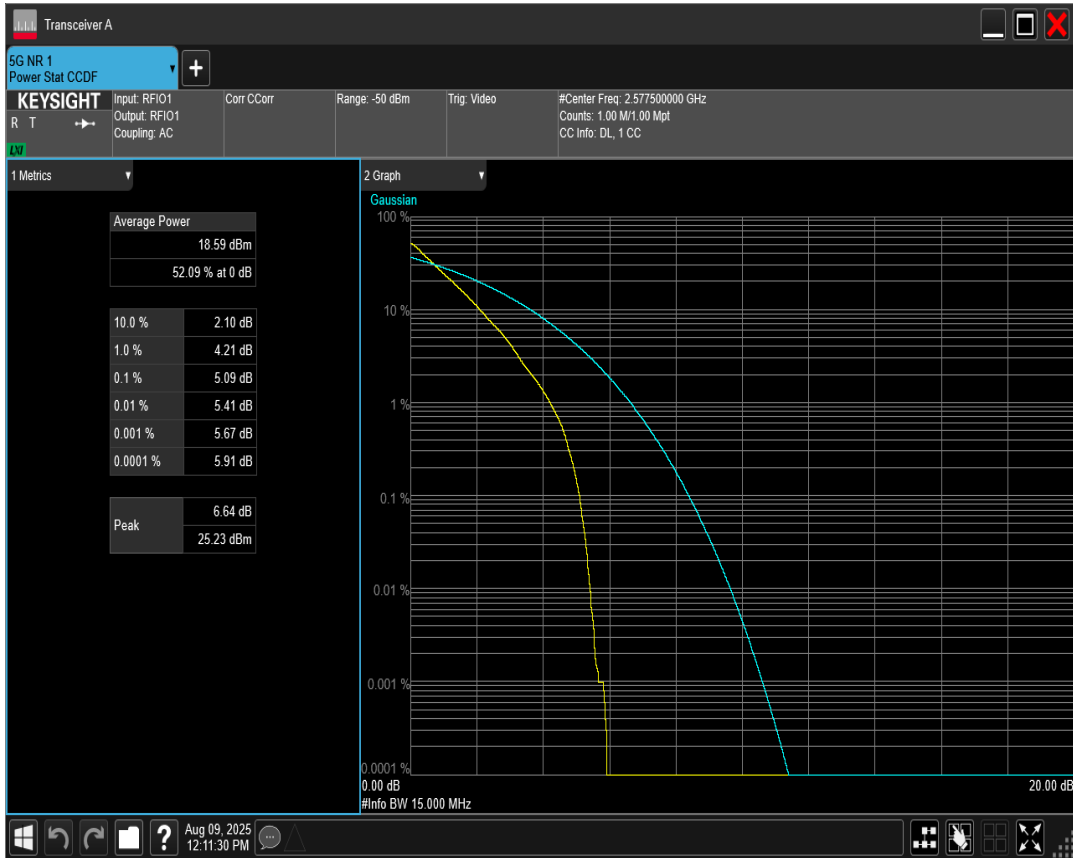 Transceiver A
5G NR 1
Power Stat CCDF
KEYSIGHT
R T
LXI
Input: RFIO1
Output: RFIO1
Coupling: AC
Corr CCorr
Range: -50 dBm
Trig: Video
#Center Freq: 2.577500000 GHz
Counts: 1.00 M/1.00 Mpt
CC Info: DL, 1 CC
1 Metrics
Average Power
18.59 dBm
52.09 % at 0 dB
10.0 % 2.10 dB
1.0 % 4.21 dB
0.1 % 5.09 dB
0.01 % 5.41 dB
0.001 % 5.67 dB
0.0001 % 5.91 dB
Peak
6.64 dB
25.23 dBm
2 Graph
Gaussian
100 %
10 %
1 %
0.1 %
0.01 %
0.001 %
0.0001 %
0.00 dB 20.00 dB
#Info BW 15.000 MHz
?
Aug 09, 2025
12:11:30 PM